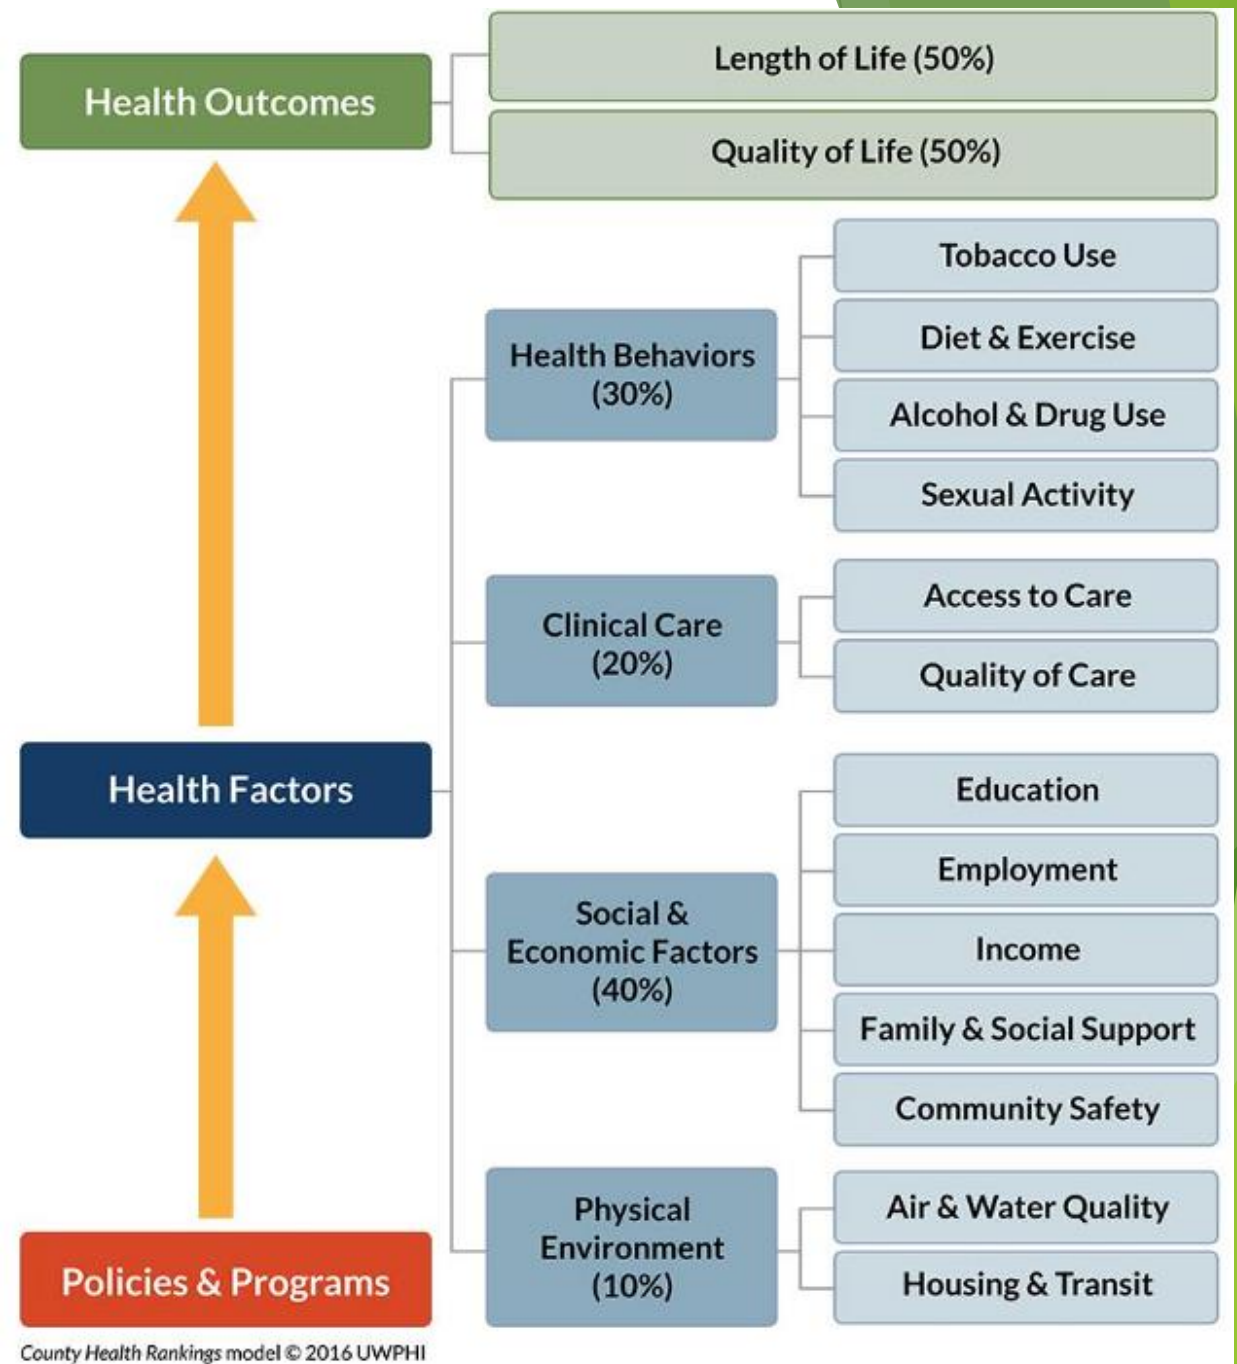 Health Outcomes
Length of Life (50%)
Quality of Life (50%)
Health Factors
Health Behaviors
(30%)
Tobacco Use
Diet & Exercise
Alcohol & Drug Use
Sexual Activity
Clinical Care
(20%)
Access to Care
Quality of Care
Social &
Economic Factors
(40%)
Education
Employment
Income
Family & Social Support
Community Safety
Physical
Environment
(10%)
Air & Water Quality
Housing & Transit
Policies & Programs
County Health Rankings model © 2016 UWPHI